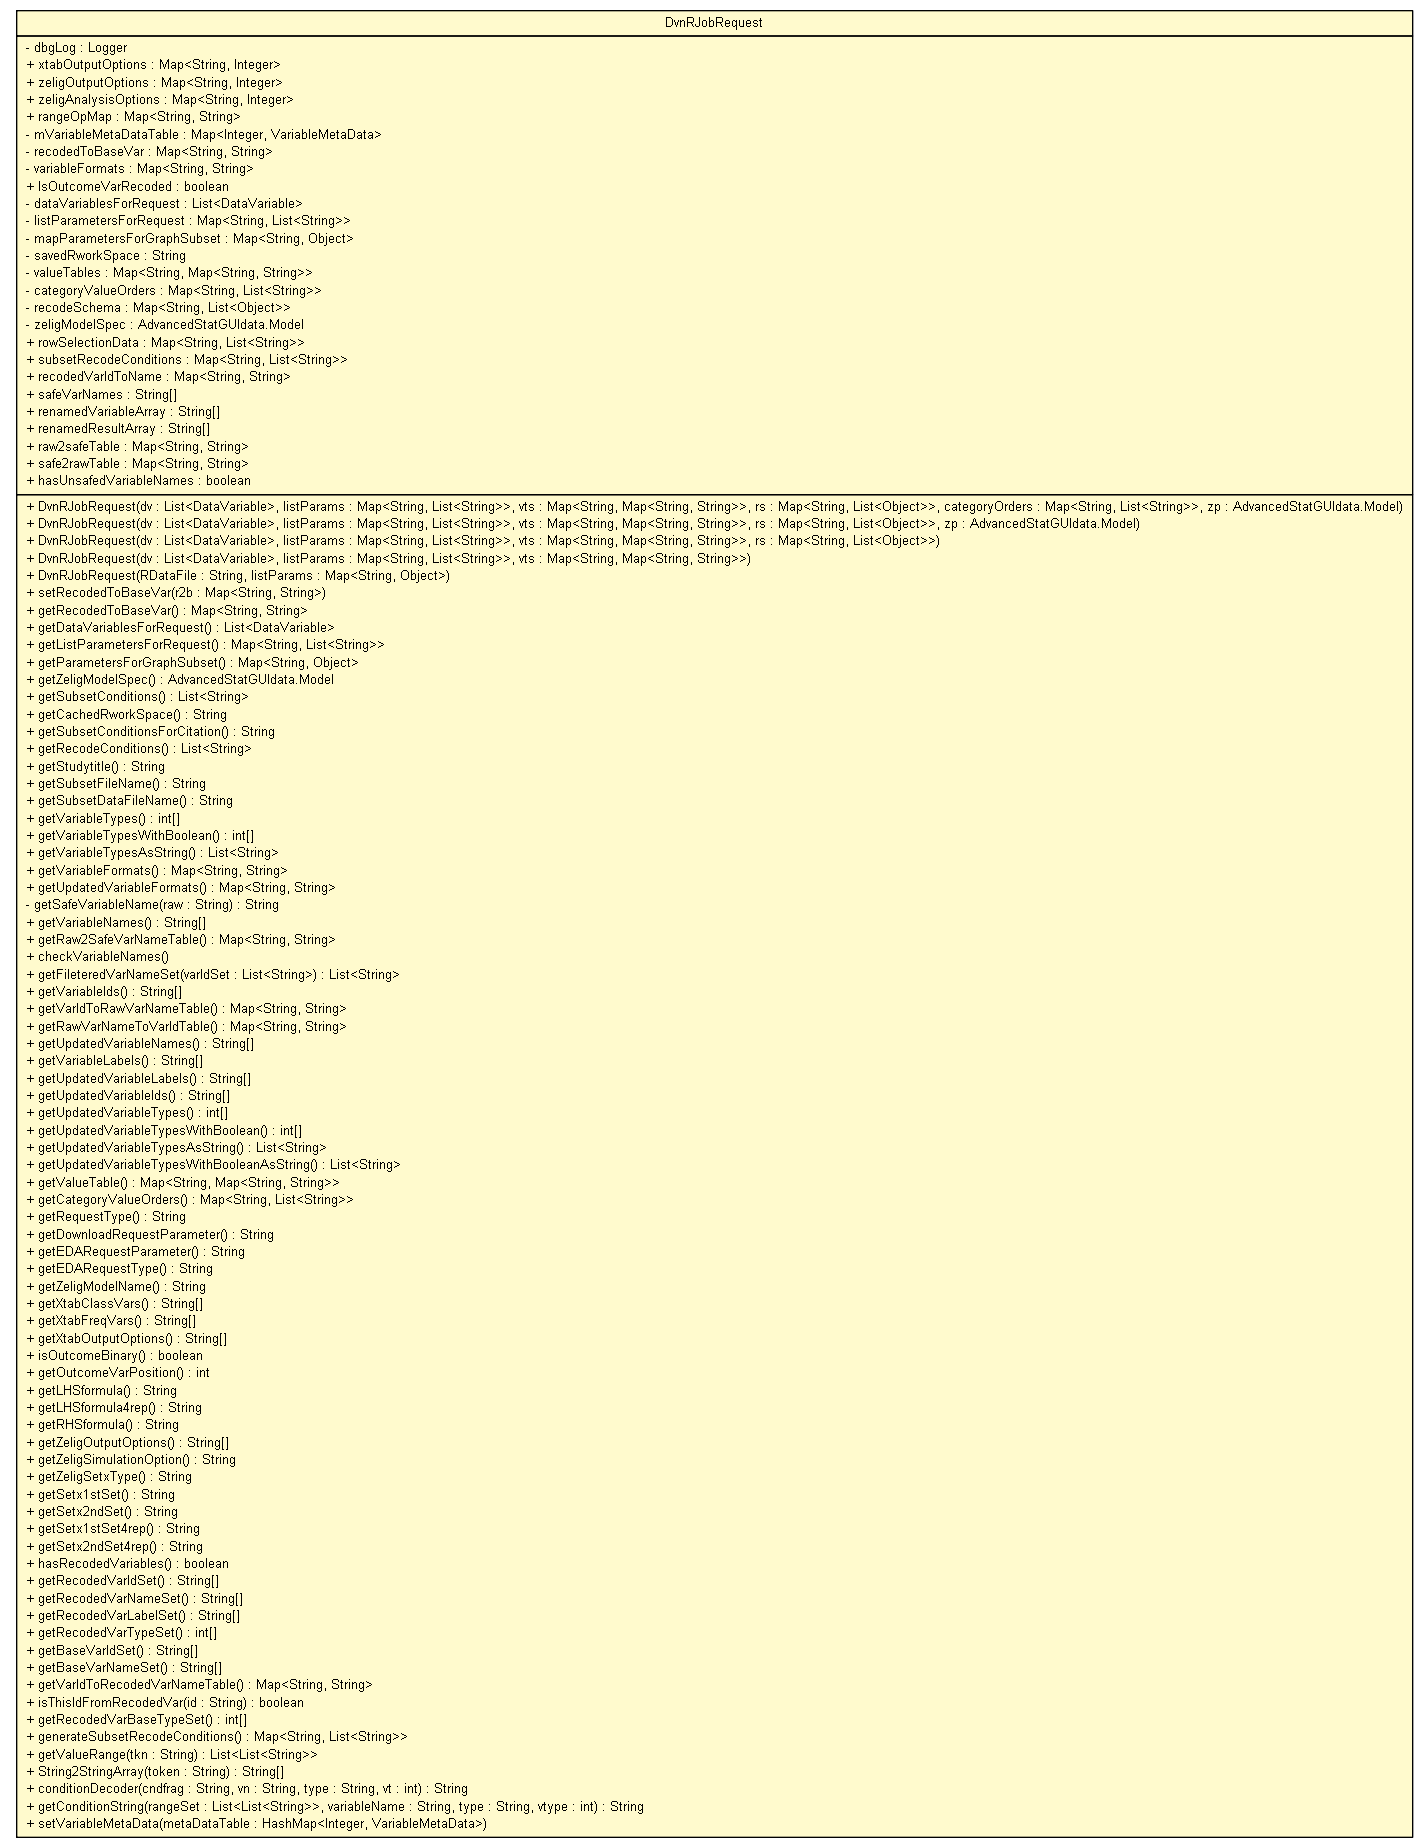 DvnRJobRequest
- dbgLog : Logger
+ xtabOutputOptions : Map<String, Integer>
+ zeligOutputOptions : Map<String, Integer>
+ zeligAnalysisOptions : Map<String, Integer>
+ rangeOpMap : Map<String, String>
- mVariableMetaDataTable : Map<Integer, VariableMetaData>
- recodedToBaseVar : Map<String, String>
- variableFormats : Map<String, String>
+ IsOutcomeVarRecoded : boolean
- dataVariablesForRequest : List<DataVariable>
- listParametersForRequest : Map<String, List<String>>
- mapParametersForGraphSubset : Map<String, Object>
- savedRworkSpace : String
- valueTables : Map<String, Map<String, String>>
- categoryValueOrders : Map<String, List<String>>
- recodeSchema : Map<String, List<Object>>
- zeligModelSpec : AdvancedStatGUIdata.Model
+ rowSelectionData : Map<String, List<String>>
+ subsetRecodeConditions : Map<String, List<String>>
+ recodedVarIdToName : Map<String, String>
+ safeVarNames : String[]
+ renamedVariableArray : String[]
+ renamedResultArray : String[]
+ raw2safeTable : Map<String, String>
+ safe2rawTable : Map<String, String>
+ hasUnsafedVariableNames : boolean
+ DvnRJobRequest(dv : List<DataVariable>, listParams : Map<String, List<String>>, vts : Map<String, Map<String, String>>, rs : Map<String, List<Object>>, categoryOrders : Map<String, List<String>>, zp : AdvancedStatGUIdata.Model)
+ DvnRJobRequest(dv : List<DataVariable>, listParams : Map<String, List<String>>, vts : Map<String, Map<String, String>>, rs : Map<String, List<Object>>, zp : AdvancedStatGUIdata.Model)
+ DvnRJobRequest(dv : List<DataVariable>, listParams : Map<String, List<String>>, vts : Map<String, Map<String, String>>, rs : Map<String, List<Object>>)
+ DvnRJobRequest(dv : List<DataVariable>, listParams : Map<String, List<String>>, vts : Map<String, Map<String, String>>)
+ DvnRJobRequest(RDataFile : String, listParams : Map<String, Object>)
+ setRecodedToBaseVar(r2b : Map<String, String>)
+ getRecodedToBaseVar() : Map<String, String>
+ getDataVariablesForRequest() : List<DataVariable>
+ getListParametersForRequest() : Map<String, List<String>>
+ getParametersForGraphSubset() : Map<String, Object>
+ getZeligModelSpec() : AdvancedStatGUIdata.Model
+ getSubsetConditions() : List<String>
+ getCachedRworkSpace() : String
+ getSubsetConditionsForCitation() : String
+ getRecodeConditions() : List<String>
+ getStudytitle() : String
+ getSubsetFileName() : String
+ getSubsetDataFileName() : String
+ getVariableTypes() : int[]
+ getVariableTypesWithBoolean() : int[]
+ getVariableTypesAsString() : List<String>
+ getVariableFormats() : Map<String, String>
+ getUpdatedVariableFormats() : Map<String, String>
- getSafeVariableName(raw : String) : String
+ getVariableNames() : String[]
+ getRaw2SafeVarNameTable() : Map<String, String>
+ checkVariableNames()
+ getFileteredVarNameSet(varIdSet : List<String>) : List<String>
+ getVariableIds() : String[]
+ getVarIdToRawVarNameTable() : Map<String, String>
+ getRawVarNameToVarIdTable() : Map<String, String>
+ getUpdatedVariableNames() : String[]
+ getVariableLabels() : String[]
+ getUpdatedVariableLabels() : String[]
+ getUpdatedVariableIds() : String[]
+ getUpdatedVariableTypes() : int[]
+ getUpdatedVariableTypesWithBoolean() : int[]
+ getUpdatedVariableTypesAsString() : List<String>
+ getUpdatedVariableTypesWithBooleanAsString() : List<String>
+ getValueTable() : Map<String, Map<String, String>>
+ getCategoryValueOrders() : Map<String, List<String>>
+ getRequestType() : String
+ getDownloadRequestParameter() : String
+ getEDARequestParameter() : String
+ getEDARequestType() : String
+ getZeligModelName() : String
+ getXtabClassVars() : String[]
+ getXtabFreqVars() : String[]
+ getXtabOutputOptions() : String[]
+ isOutcomeBinary() : boolean
+ getOutcomeVarPosition() : int
+ getLHSformula() : String
+ getLHSformula4rep() : String
+ getRHSformula() : String
+ getZeligOutputOptions() : String[]
+ getZeligSimulationOption() : String
+ getZeligSetxType() : String
+ getSetx1stSet() : String
+ getSetx2ndSet() : String
+ getSetx1stSet4rep() : String
+ getSetx2ndSet4rep() : String
+ hasRecodedVariables() : boolean
+ getRecodedVarIdSet() : String[]
+ getRecodedVarNameSet() : String[]
+ getRecodedVarLabelSet() : String[]
+ getRecodedVarTypeSet() : int[]
+ getBaseVarIdSet() : String[]
+ getBaseVarNameSet() : String[]
+ getVarIdToRecodedVarNameTable() : Map<String, String>
+ isThisIdFromRecodedVar(id : String) : boolean
+ getRecodedVarBaseTypeSet() : int[]
+ generateSubsetRecodeConditions() : Map<String, List<String>>
+ getValueRange(tkn : String) : List<List<String>>
+ String2StringArray(token : String) : String[]
+ conditionDecoder(cndfrag : String, vn : String, type : String, vt : int) : String
+ getConditionString(rangeSet : List<List<String>>, variableName : String, type : String, vtype : int) : String
+ setVariableMetaData(metaDataTable : HashMap<Integer, VariableMetaData>)